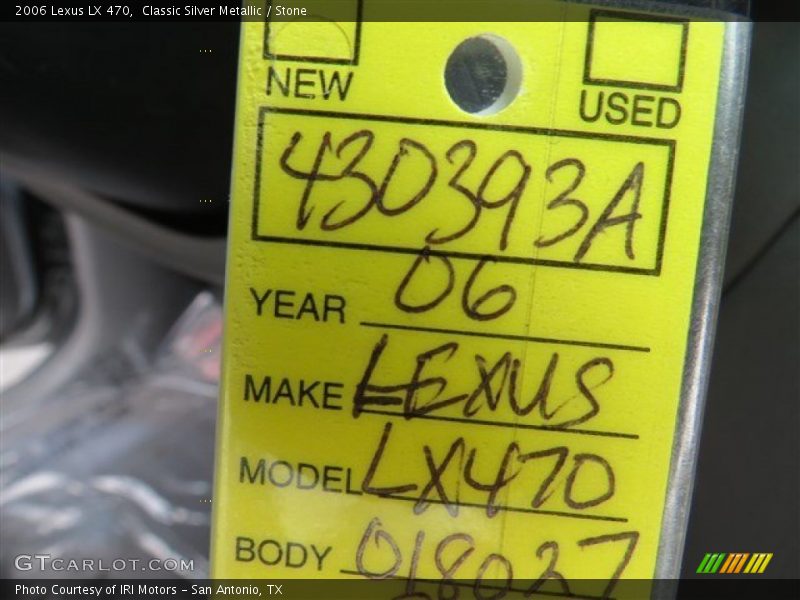 2006 Lexus LX 470, Classic Silver Metallic / Stone
NEW USED
430393A
YEAR 06
MAKE LEXUS
MODEL LX470
BODY 018027
GTCARLOT.COM
Photo Courtesy of IRI Motors - San Antonio, TX